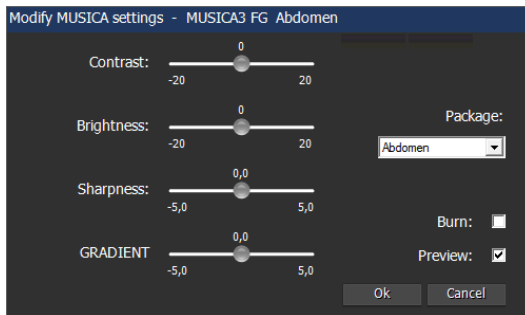 Modify MUSICA settings - MUSICA3 FG Abdomen
Contrast:
0
-20 20
Brightness:
0
-20 20
Package:
Abdomen
Sharpness:
0,0
-5,0 5,0
Burn:
GRADIENT
0,0
-5,0 5,0
Preview:
Ok Cancel